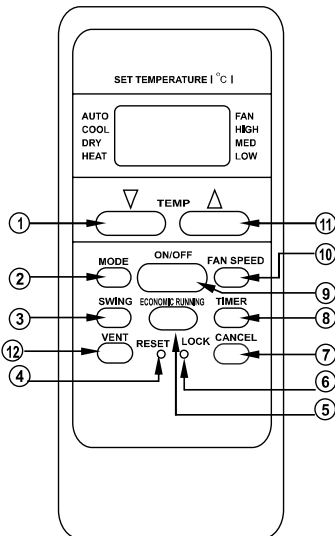 SET TEMPERATURE ( °C )
AUTO
COOL
DRY
HEAT
FAN
HIGH
MED
LOW
TEMP
1
11
ON/OFF
MODE
FAN SPEED
10
2
9
SWING
ECONOMIC RUNNING
TIMER
3
8
VENT
RESET
LOCK
CANCEL
12
7
4
6
5